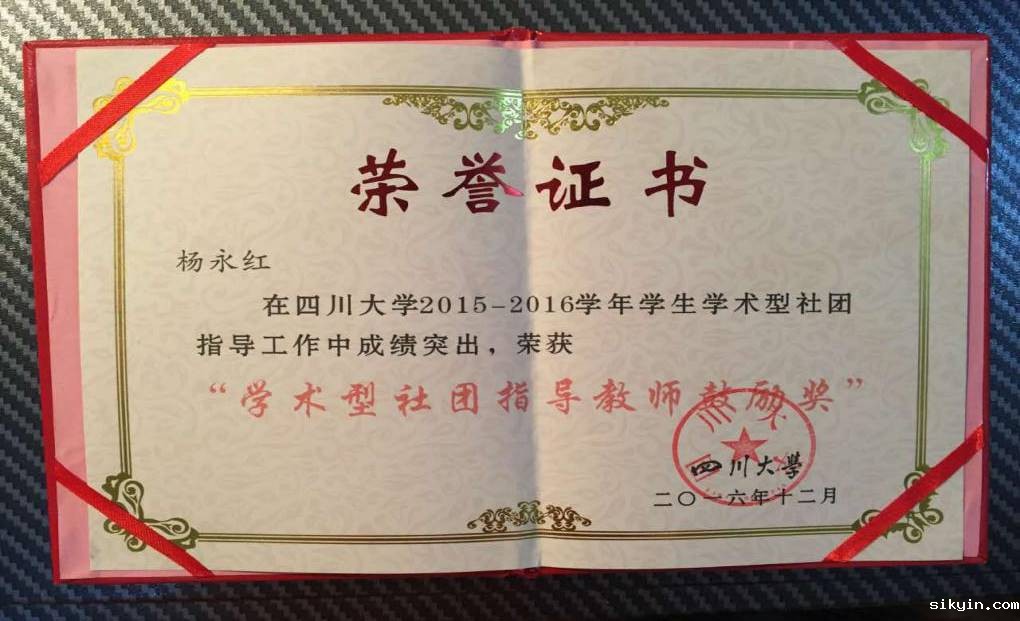 荣誉证书
杨永红
在四川大学2015-2016学年学生学术型社团
指导工作中成绩突出，荣获
“学术型社团指导教师鼓励奖”
四川大学
二〇一六年十二月
sikyin.com